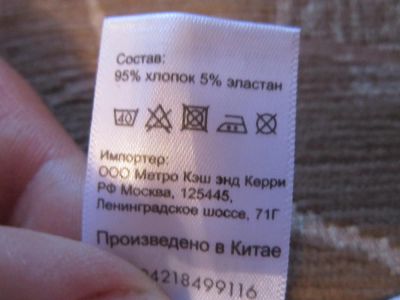 Состав:
95% хлопок 5% эластан
40
Импортер:
ООО Метро Кэш энд Керри
РФ Москва, 125445,
Ленинградское шоссе, 71Г
Произведено в Китае
4218499116